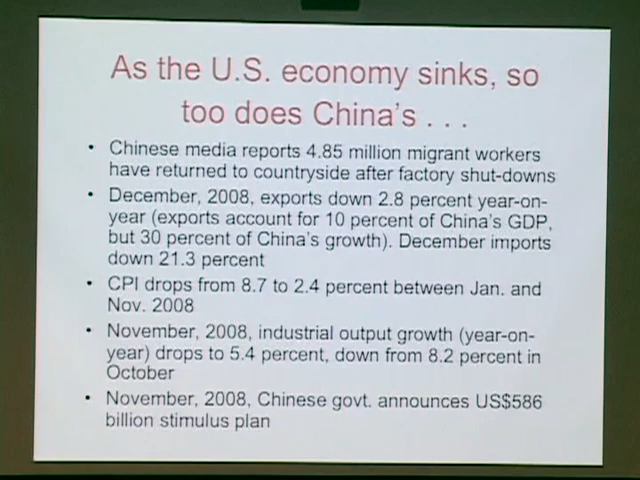 As the U.S. economy sinks, so
too does China's . . .
• Chinese media reports 4.85 million migrant workers
have returned to countryside after factory shut-downs
• December, 2008, exports down 2.8 percent year-on-
year (exports account for 10 percent of China's GDP,
but 30 percent of China's growth). December imports
down 21.3 percent
• CPI drops from 8.7 to 2.4 percent between Jan. and
Nov. 2008
• November, 2008, industrial output growth (year-on-
year) drops to 5.4 percent, down from 8.2 percent in
October
• November, 2008, Chinese govt. announces US$586
billion stimulus plan